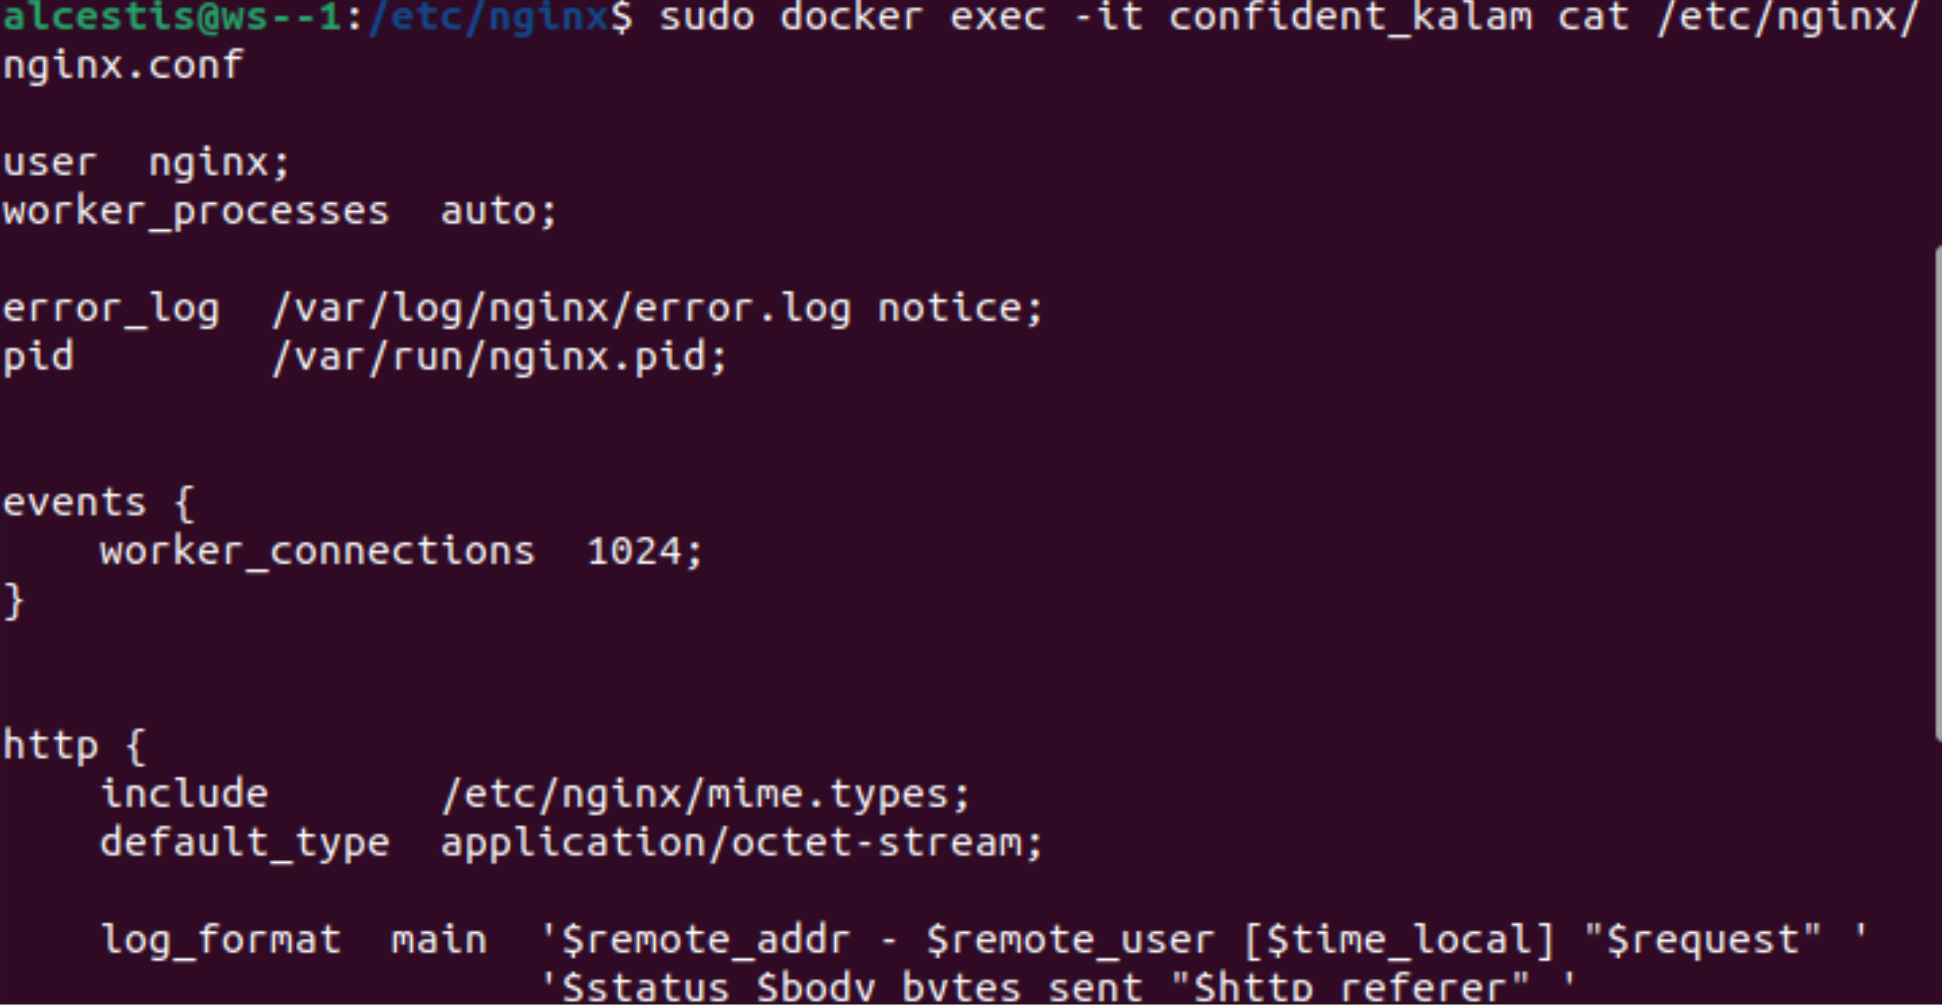 alcestis@ws--1:/etc/nginx$ sudo docker exec -it confident_kalam cat /etc/nginx/
nginx.conf
user  nginx;
worker_processes  auto;
error_log  /var/log/nginx/error.log notice;
pid        /var/run/nginx.pid;
events {
    worker_connections  1024;
}
http {
    include       /etc/nginx/mime.types;
    default_type  application/octet-stream;
    log_format  main  '$remote_addr - $remote_user [$time_local] "$request" '
                      '$status $body_bytes_sent "$http_referer" '